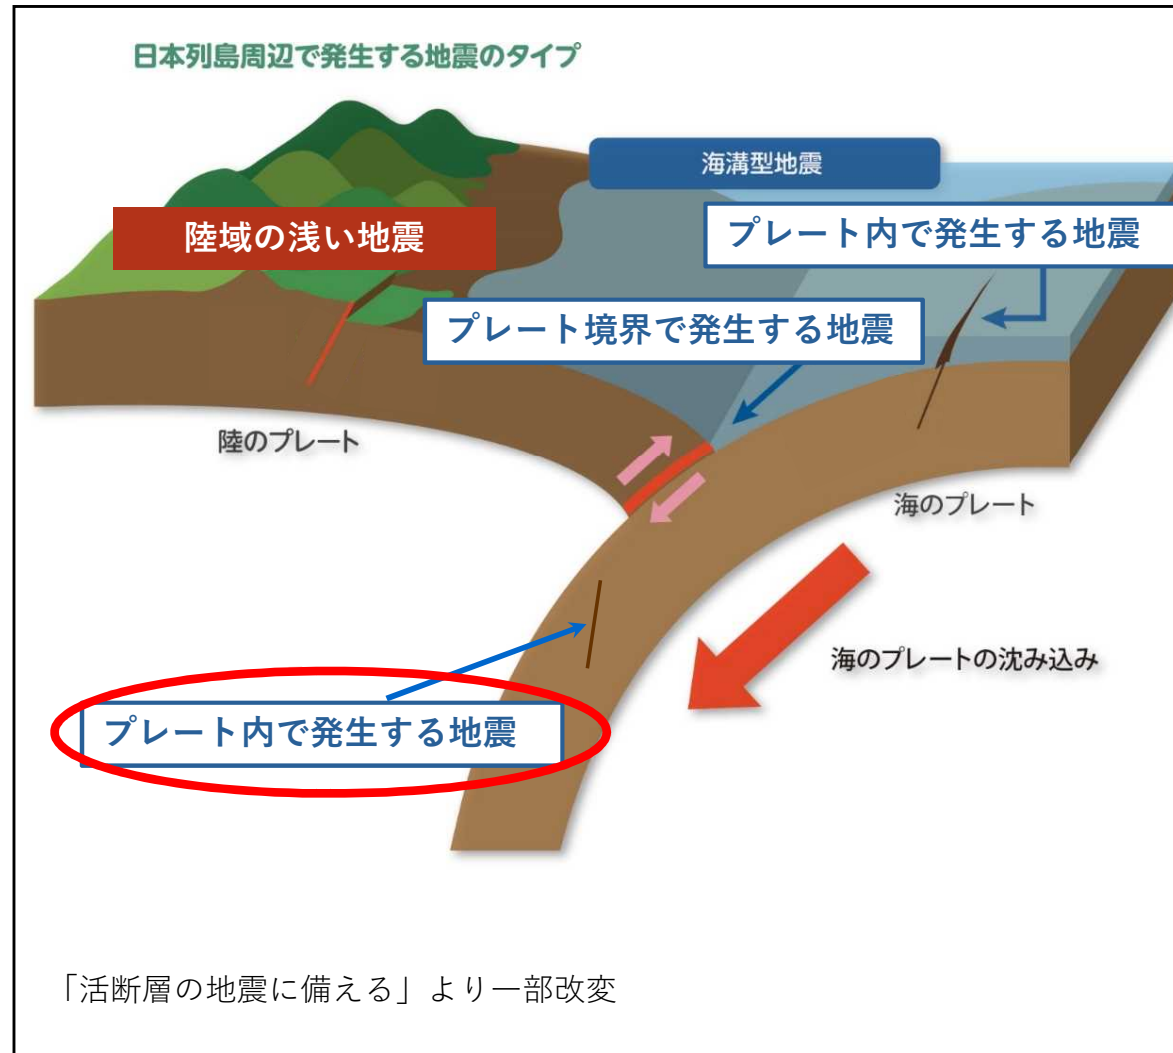 日本列島周辺で発生する地震のタイプ
海溝型地震
陸域の浅い地震
プレート内で発生する地震
プレート境界で発生する地震
陸のプレート
海のプレート
海のプレートの沈み込み
プレート内で発生する地震
「活断層の地震に備える」より一部改変